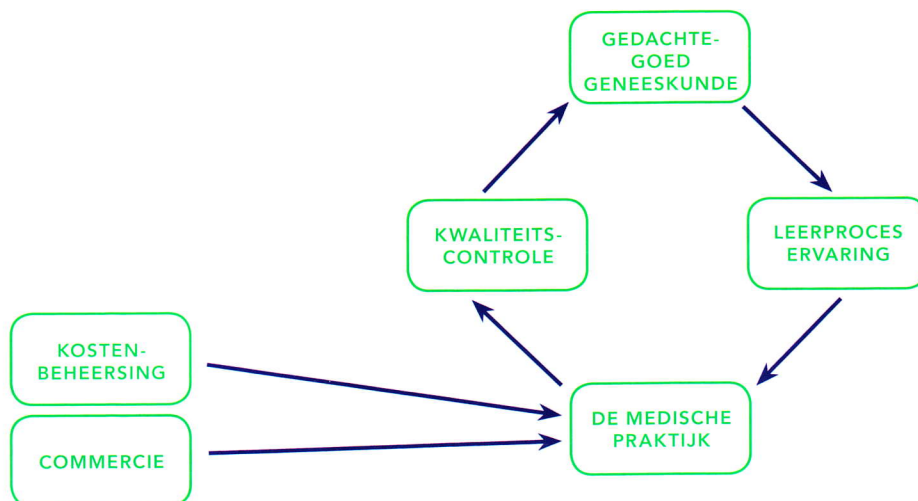 GEDACHTE-
GOED
GENEESKUNDE
KWALITEITS-
CONTROLE
LEERPROCES
ERVARING
KOSTEN-
BEHEERSING
DE MEDISCHE
PRAKTIJK
COMMERCIE